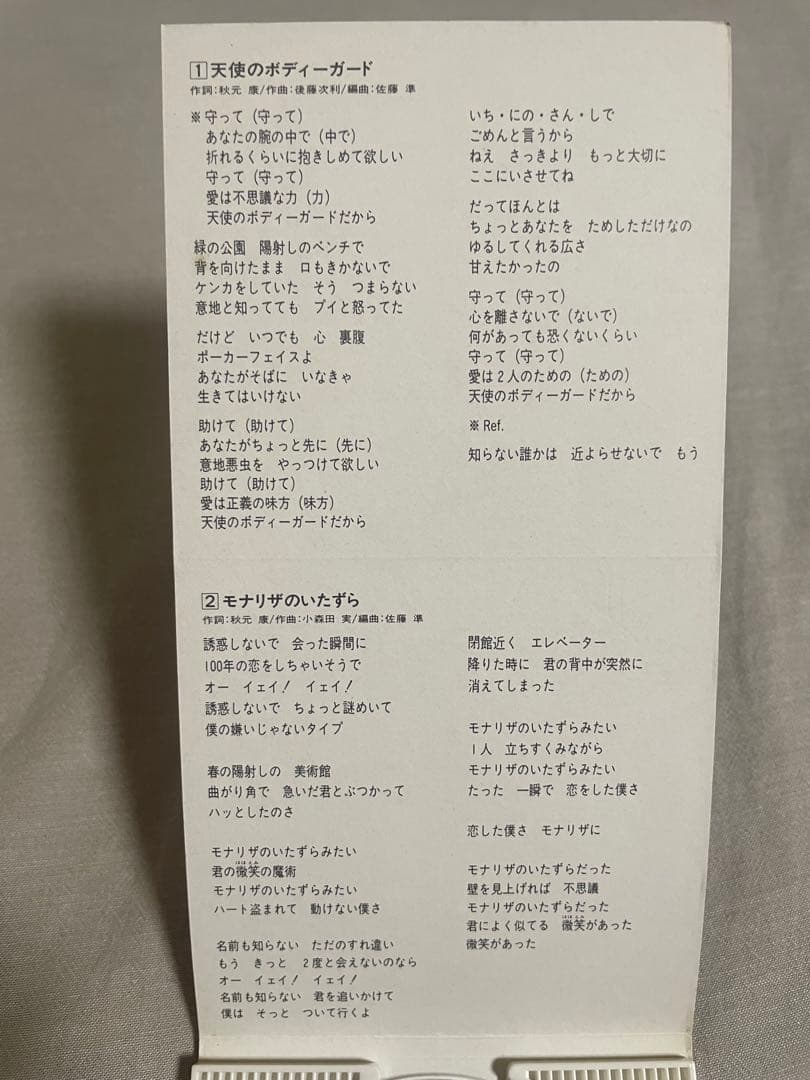 1 天使のボディーガード
作詞:秋元 康/作曲:後藤次利/編曲:佐藤 準
※守って（守って）
あなたの腕の中で（中で）
折れるくらいに抱きしめて欲しい
守って（守って）
愛は不思議な力（力）
天使のボディーガードだから
緑の公園　陽射しのベンチで
背を向けたまま　口もきかないで
ケンカをしていた　そう　つまらない
意地と知ってても　プイと怒ってた
だけど　いつでも　心　裏腹
ポーカーフェイスよ
あなたがそばに　いなきゃ
生きてはいけない
助けて（助けて）
あなたがちょっと先に（先に）
意地悪虫を　やっつけて欲しい
助けて（助けて）
愛は正義の味方（味方）
天使のボディーガードだから
いち・にの・さん・しで
ごめんと言うから
ねえ　さっきより　もっと大切に
ここにいさせてね
だってほんとは
ちょっとあなたを　ためしただけなの
ゆるしてくれる広さ
甘えたかったの
守って（守って）
心を離さないで（ないで）
何があっても恐くないくらい
守って（守って）
愛は2人のための（ための）
天使のボディーガードだから
※Ref.
知らない誰かは　近よらせないで　もう
2 モナリザのいたずら
作詞:秋元 康/作曲:小森田 実/編曲:佐藤 準
誘惑しないで　会った瞬間に
100年の恋をしちゃいそうで
オー　イェイ！　イェイ！
誘惑しないで　ちょっと謎めいて
僕の嫌いじゃないタイプ
春の陽射しの　美術館
曲がり角で　急いだ君とぶつかって
ハッとしたのさ
モナリザのいたずらみたい
君の微笑の魔術
モナリザのいたずらみたい
ハート盗まれて　動けない僕さ
名前も知らない　ただのすれ違い
もう　きっと　2度と会えないのなら
オー　イェイ！　イェイ！
名前も知らない　君を追いかけて
僕は　そっと　ついて行くよ
閉館近く　エレベーター
降りた時に　君の背中が突然に
消えてしまった
モナリザのいたずらみたい
1人　立ちすくみながら
モナリザのいたずらみたい
たった　一瞬で　恋をした僕さ
恋した僕さ　モナリザに
モナリザのいたずらだった
壁を見上げれば　不思議
モナリザのいたずらだった
君によく似てる　微笑があった
微笑があった